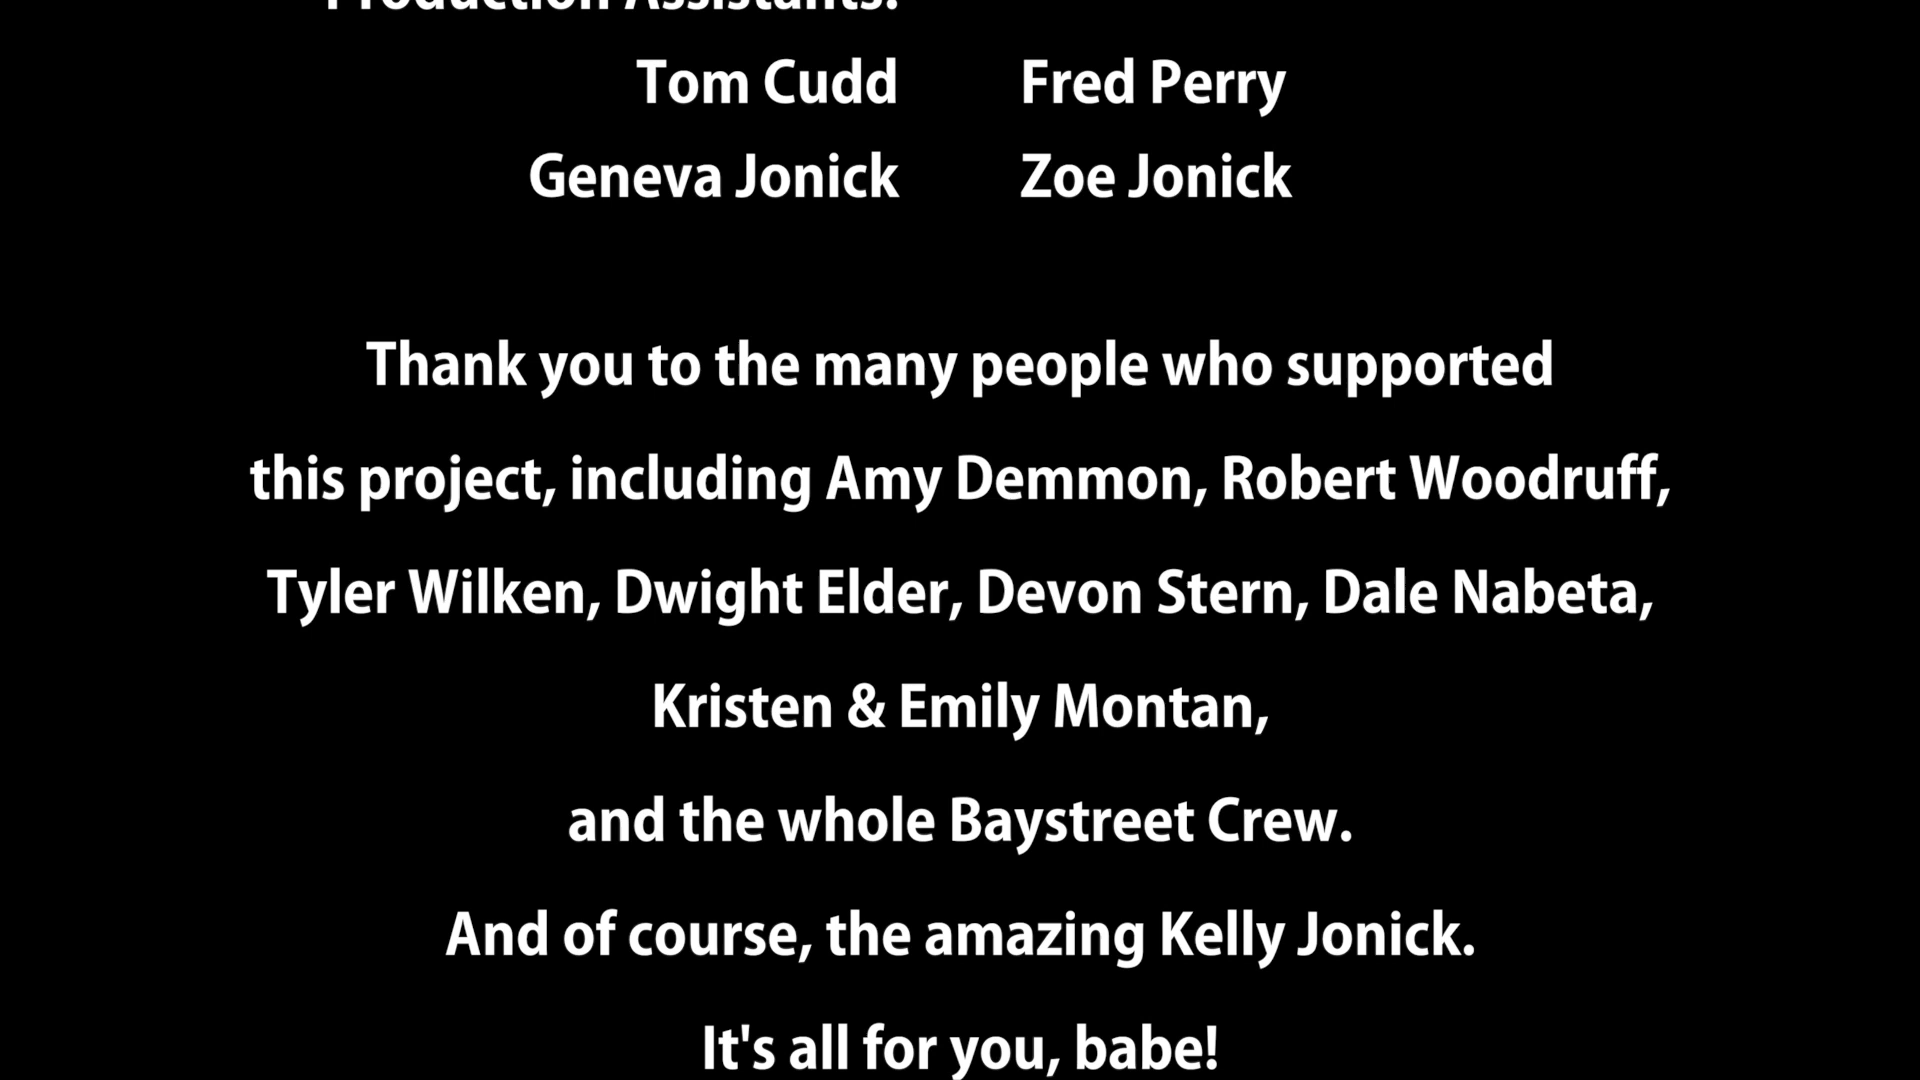 Production Assistants:
Tom Cudd Fred Perry
Geneva Jonick Zoe Jonick
Thank you to the many people who supported
this project, including Amy Demmon, Robert Woodruff,
Tyler Wilken, Dwight Elder, Devon Stern, Dale Nabeta,
Kristen & Emily Montan,
and the whole Baystreet Crew.
And of course, the amazing Kelly Jonick.
It's all for you, babe!